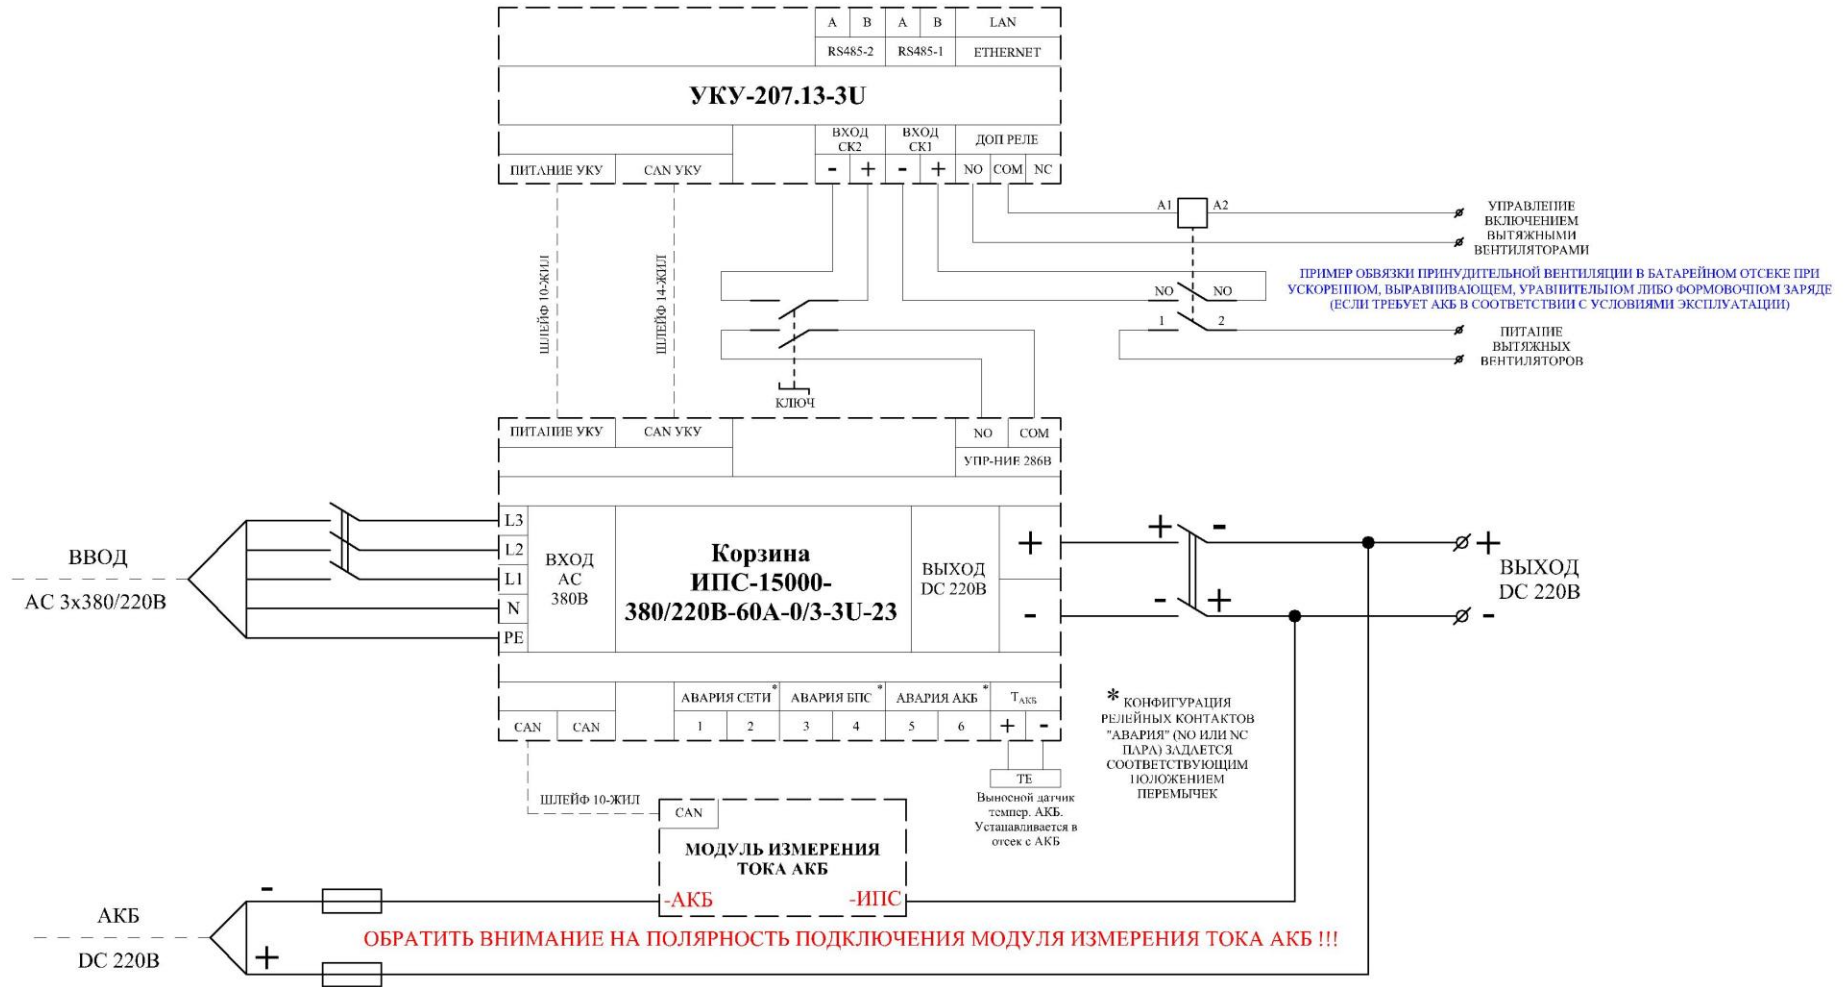 A B A B LAN
RS485-2 RS485-1 ETHERNET
УКУ-207.13-3U
ВХОД СК2 ВХОД СК1 ДОП РЕЛЕ
ПИТАНИЕ УКУ CAN УКУ - + - + NO COM NC
A1 A2
УПРАВЛЕНИЕ
ВКЛЮЧЕНИЕМ
ВЫТЯЖНЫМИ
ВЕНТИЛЯТОРАМИ
ШЛЕЙФ 10-ЖИЛ
ШЛЕЙФ 14-ЖИЛ
ПРИМЕР ОБВЯЗКИ ПРИНУДИТЕЛЬНОЙ ВЕНТИЛЯЦИИ В БАТАРЕЙНОМ ОТСЕКЕ ПРИ
УСКОРЕННОМ, ВЫРАВНИВАЮЩЕМ, УРАВНИТЕЛЬНОМ ЛИБО ФОРМОВОЧНОМ ЗАРЯДЕ
(ЕСЛИ ТРЕБУЕТ АКБ В СООТВЕТСТВИИ С УСЛОВИЯМИ ЭКСПЛУАТАЦИИ)
NO NO
1 2
ПИТАНИЕ
ВЫТЯЖНЫХ
ВЕНТИЛЯТОРОВ
КЛЮЧ
ПИТАНИЕ УКУ CAN УКУ NO COM
УПР-НИЕ 286В
ВВОД
AC 3x380/220В
L3
L2
L1
N
PE
ВХОД
AC
380В
Корзина
ИПС-15000-
380/220В-60А-0/3-3U-23
ВЫХОД
DC 220В
+
-
+ -
- +
+
-
ВЫХОД
DC 220В
АВАРИЯ СЕТИ* АВАРИЯ БПС* АВАРИЯ АКБ* TАКБ
CAN CAN 1 2 3 4 5 6 + -
* КОНФИГУРАЦИЯ
РЕЛЕЙНЫХ КОНТАКТОВ
"АВАРИЯ" (NO ИЛИ NC
ПАРА) ЗАДАЕТСЯ
СООТВЕТСТВУЮЩИМ
ПОЛОЖЕНИЕМ
ПЕРЕМЫЧЕК
TE
Выносной датчик
темпер. АКБ.
Устанавливается в
отсек с АКБ
ШЛЕЙФ 10-ЖИЛ
CAN
МОДУЛЬ ИЗМЕРЕНИЯ
ТОКА АКБ
-АКБ -ИПС
АКБ
DC 220В
-
+
ОБРАТИТЬ ВНИМАНИЕ НА ПОЛЯРНОСТЬ ПОДКЛЮЧЕНИЯ МОДУЛЯ ИЗМЕРЕНИЯ ТОКА АКБ !!!